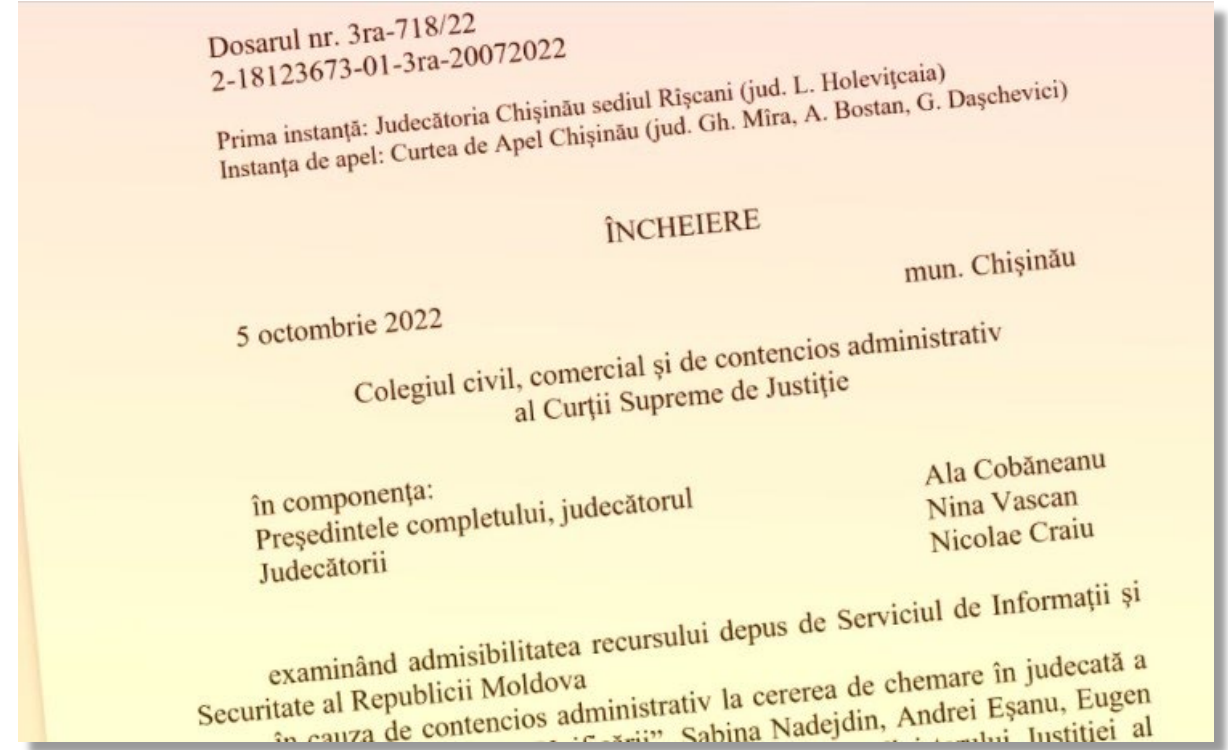 Dosarul nr. 3ra-718/22
2-18123673-01-3ra-20072022
Prima instanţă: Judecătoria Chişinău sediul Rîşcani (jud. L. Holeviţcaia)
Instanţa de apel: Curtea de Apel Chişinău (jud. Gh. Mîra, A. Bostan, G. Daşchevici)
ÎNCHEIERE
mun. Chişinău
5 octombrie 2022
Colegiul civil, comercial şi de contencios administrativ
al Curţii Supreme de Justiţie
în componenţa:
Preşedintele completului, judecătorul
Judecătorii
Ala Cobăneanu
Nina Vascan
Nicolae Craiu
examinând admisibilitatea recursului depus de Serviciul de Informaţii şi
Securitate al Republicii Moldova
în cauza de contencios administrativ la cererea de chemare în judecată a
Sabina Nadejdin, Andrei Eşanu, Eugen
Justiţiei al